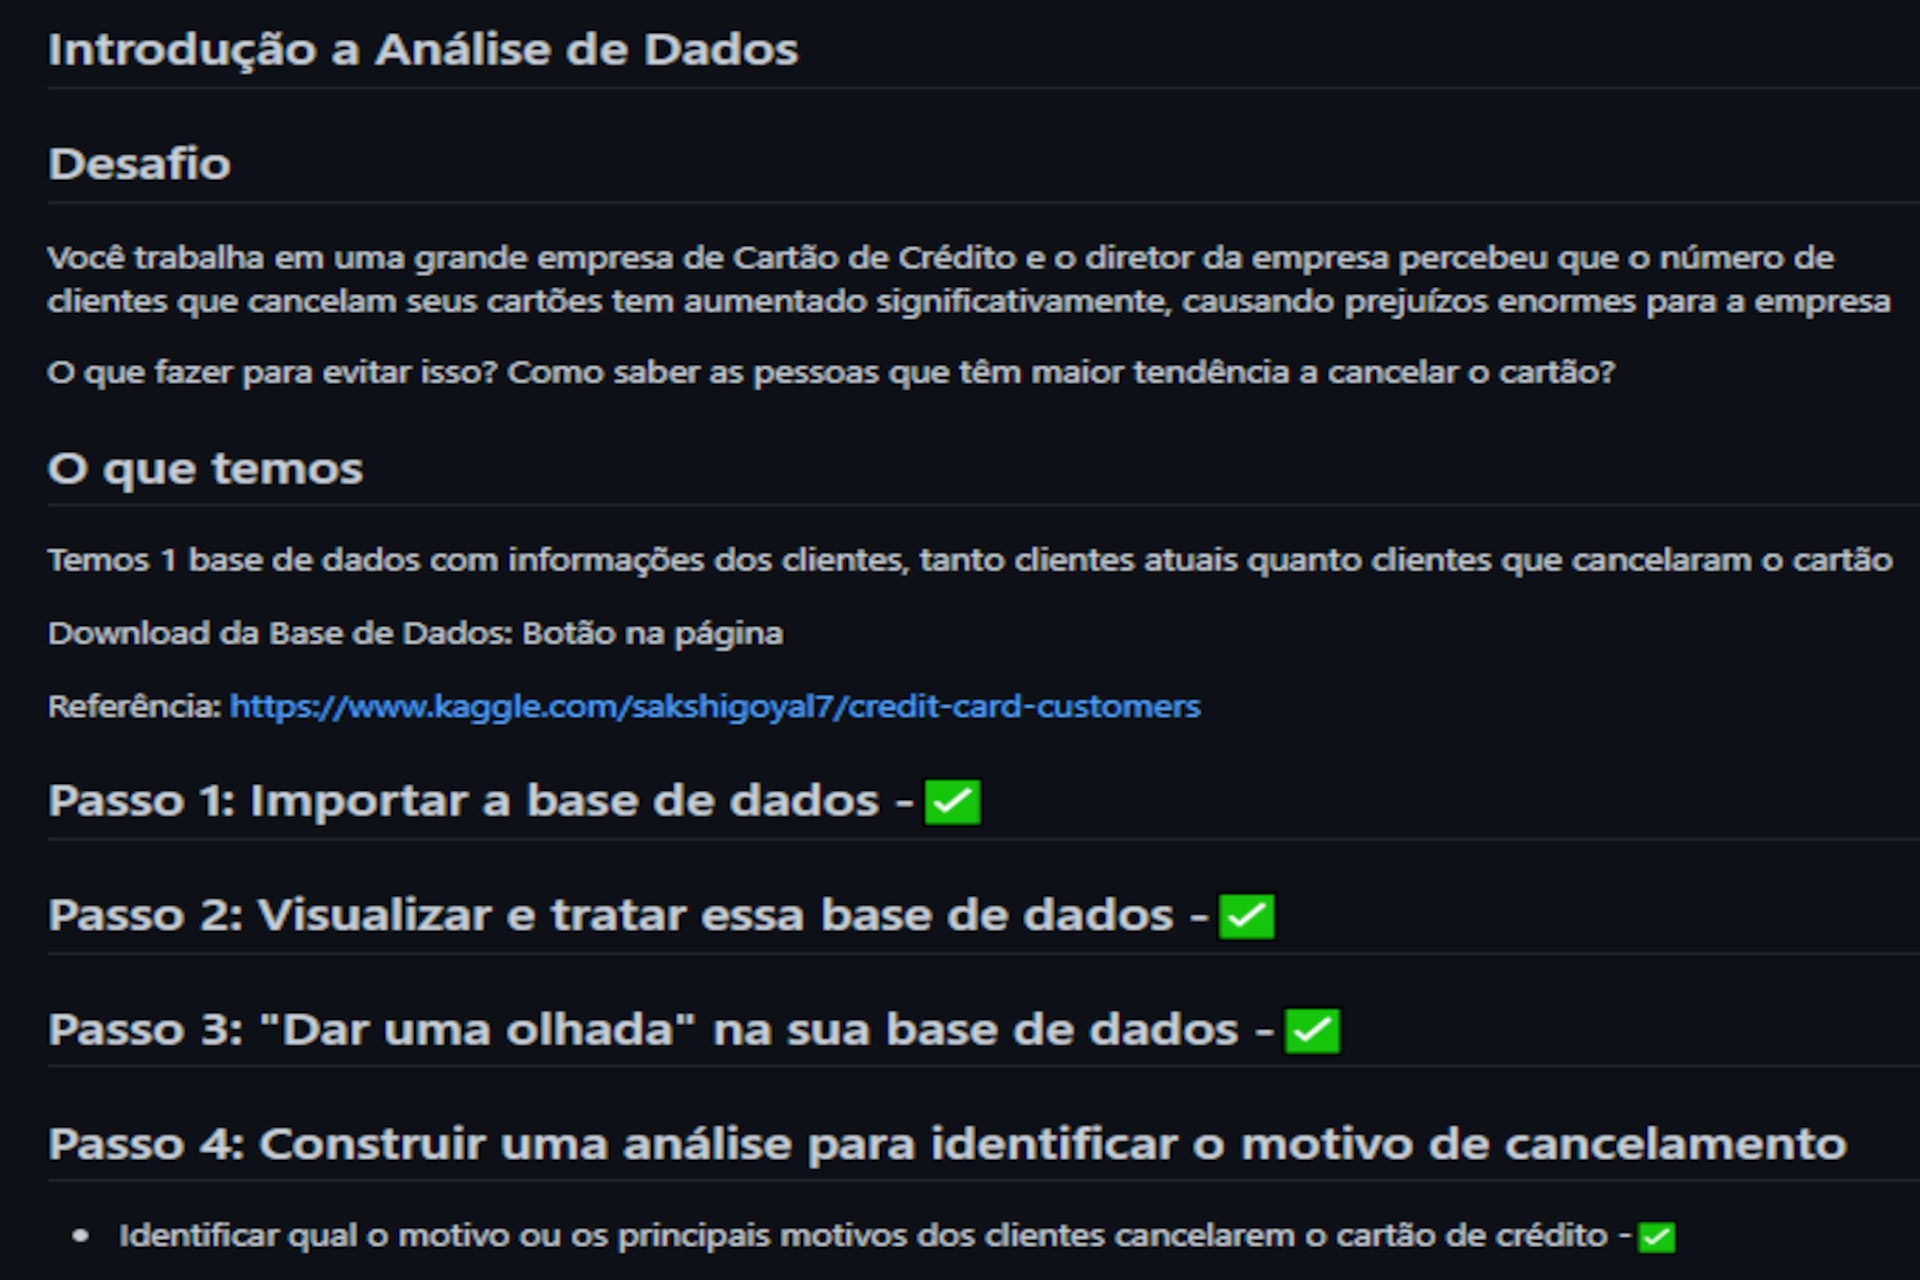 Introdução a Análise de Dados
Desafio
Você trabalha em uma grande empresa de Cartão de Crédito e o diretor da empresa percebeu que o número de
clientes que cancelam seus cartões tem aumentado significativamente, causando prejuízos enormes para a empresa
O que fazer para evitar isso? Como saber as pessoas que têm maior tendência a cancelar o cartão?
O que temos
Temos 1 base de dados com informações dos clientes, tanto clientes atuais quanto clientes que cancelaram o cartão
Download da Base de Dados: Botão na página
Referência: https://www.kaggle.com/sakshigoyal7/credit-card-customers
Passo 1: Importar a base de dados - ✅
Passo 2: Visualizar e tratar essa base de dados - ✅
Passo 3: "Dar uma olhada" na sua base de dados - ✅
Passo 4: Construir uma análise para identificar o motivo de cancelamento
• Identificar qual o motivo ou os principais motivos dos clientes cancelarem o cartão de crédito - ✅